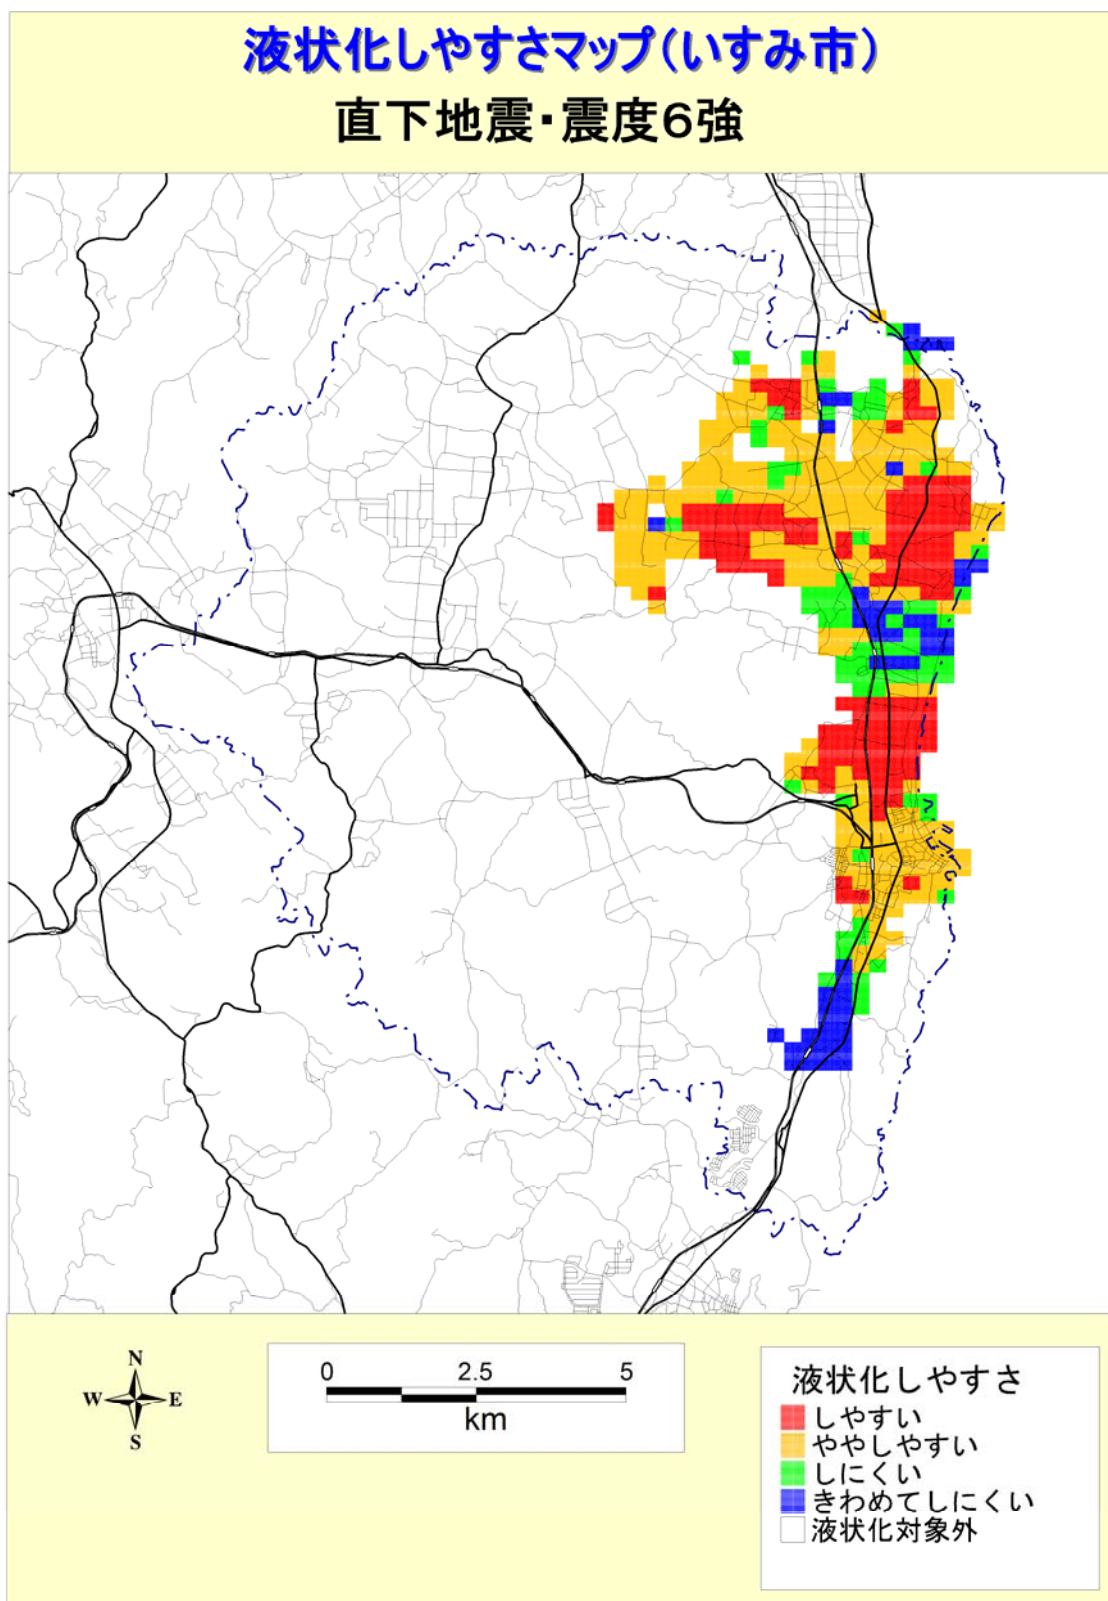 液状化しやすさマップ（いすみ市）
直下地震・震度６強
N
W E
S
0 2.5 5
km
液状化しやすさ
しやすい
ややしやすい
しにくい
きわめてしにくい
液状化対象外